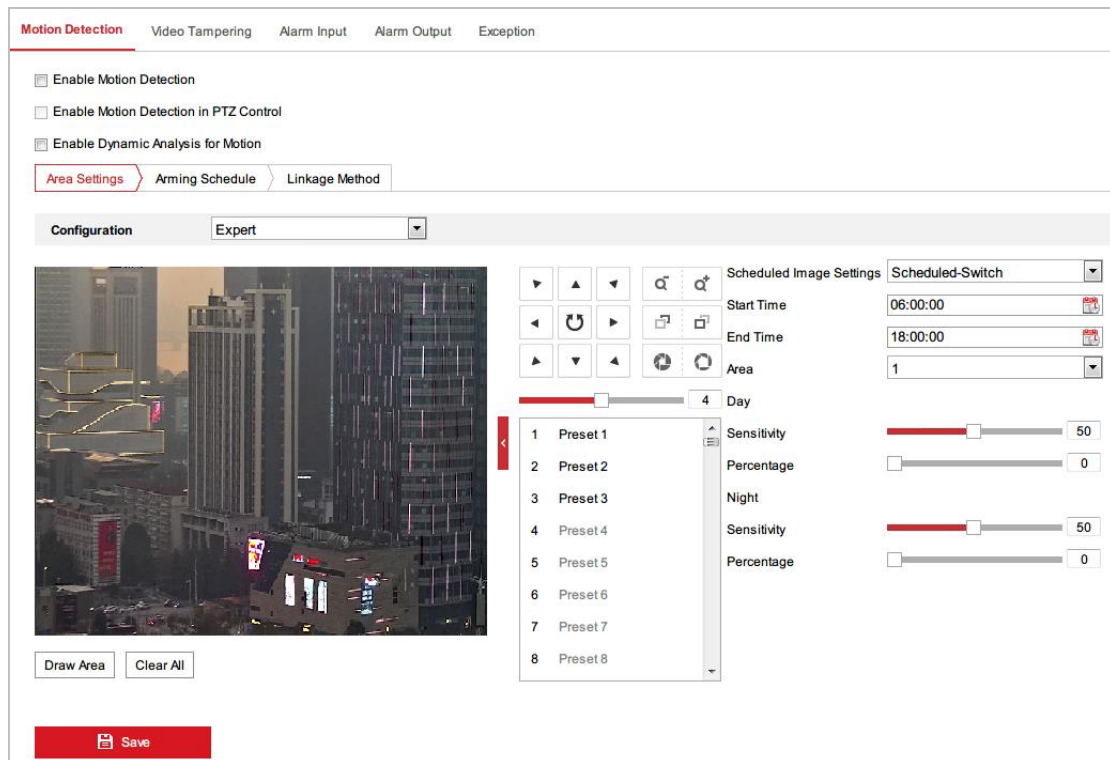 Motion Detection Video Tampering Alarm Input Alarm Output Exception
Enable Motion Detection
Enable Motion Detection in PTZ Control
Enable Dynamic Analysis for Motion
Area Settings Arming Schedule Linkage Method
Configuration Expert
Scheduled Image Settings Scheduled-Switch
Start Time 06:00:00
End Time 18:00:00
Area 1
4 Day
Sensitivity 50
Percentage 0
Night
Sensitivity 50
Percentage 0
1 Preset 1
2 Preset 2
3 Preset 3
4 Preset 4
5 Preset 5
6 Preset 6
7 Preset 7
8 Preset 8
Draw Area Clear All
Save